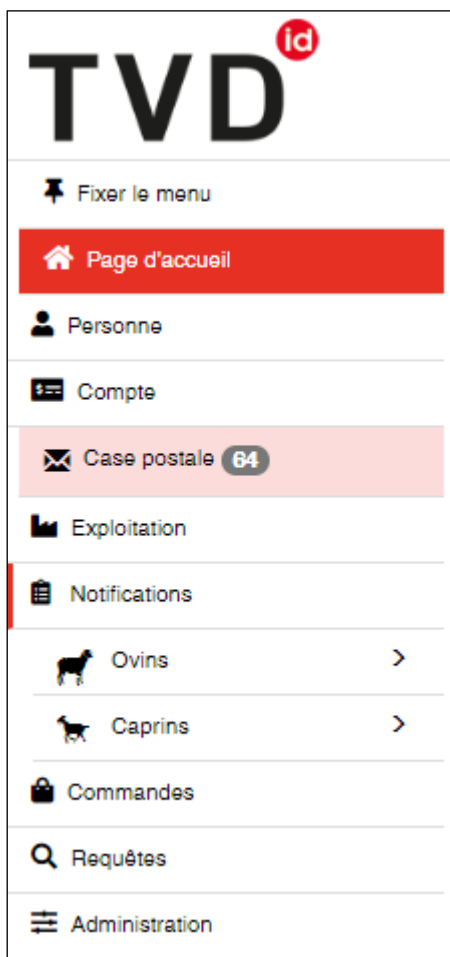 TVD id
Fixer le menu
Page d'accueil
Personne
Compte
Case postale 64
Exploitation
Notifications
Ovins
Caprins
Commandes
Requêtes
Administration